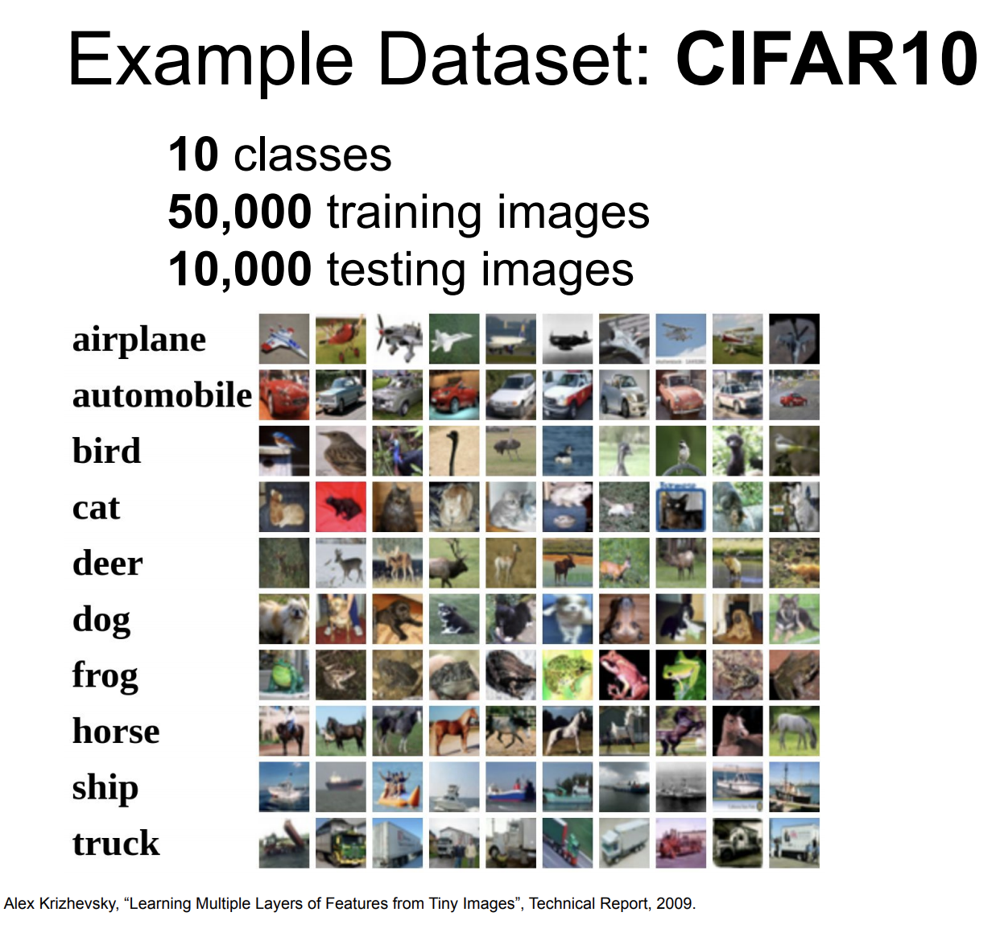 Example Dataset: CIFAR10
10 classes
50,000 training images
10,000 testing images
airplane
automobile
bird
cat
deer
dog
frog
horse
ship
truck
Alex Krizhevsky, “Learning Multiple Layers of Features from Tiny Images”, Technical Report, 2009.